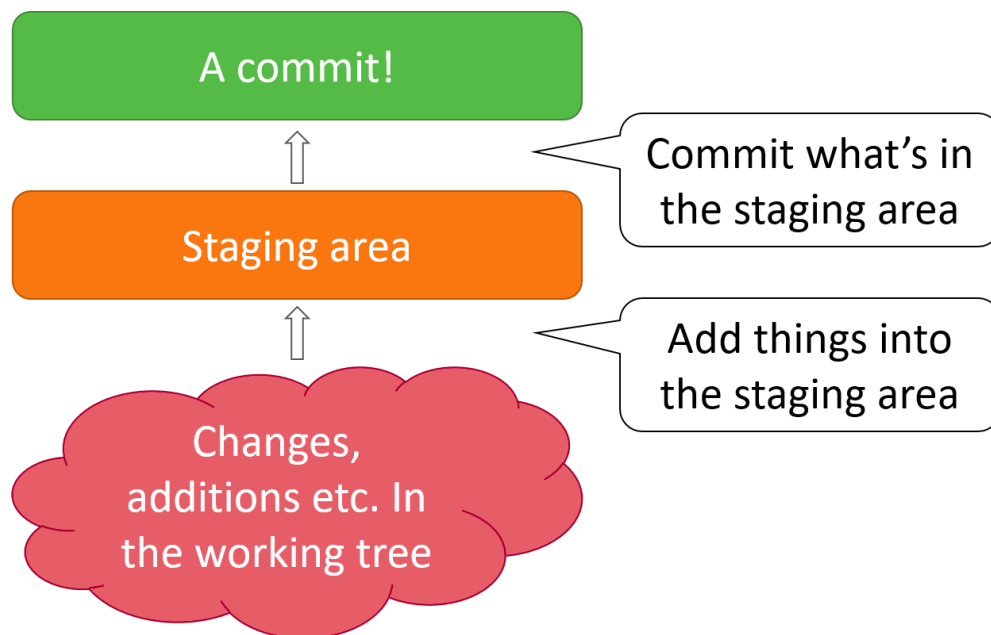 A commit!
Commit what’s in
the staging area
Staging area
Add things into
the staging area
Changes,
additions etc. In
the working tree